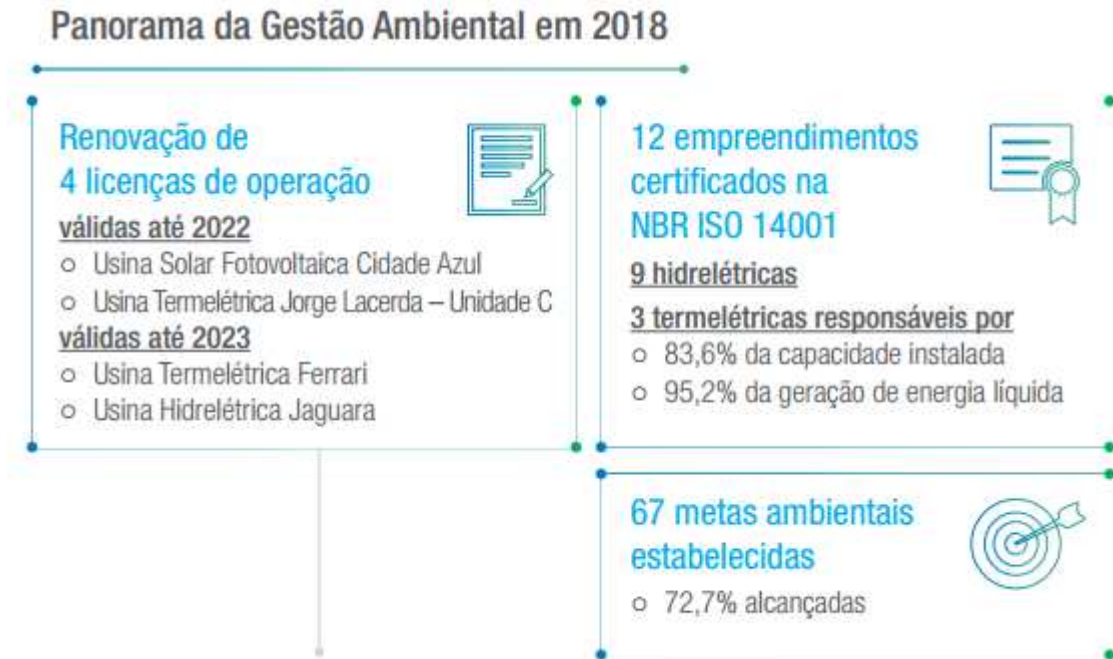 Panorama da Gestão Ambiental em 2018
Renovação de
4 licenças de operação
válidas até 2022
o Usina Solar Fotovoltaica Cidade Azul
o Usina Termelétrica Jorge Lacerda – Unidade C
válidas até 2023
o Usina Termelétrica Ferrari
o Usina Hidrelétrica Jaguara
12 empreendimentos
certificados na
NBR ISO 14001
9 hidrelétricas
3 termelétricas responsáveis por
o 83,6% da capacidade instalada
o 95,2% da geração de energia líquida
67 metas ambientais
estabelecidas
o 72,7% alcançadas